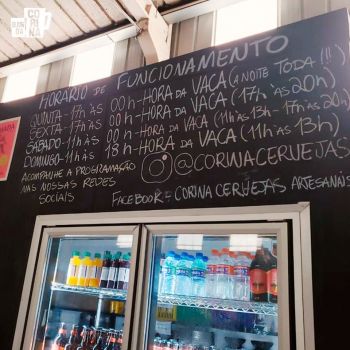 CORINA
HORÁRIO DE FUNCIONAMENTO
QUINTA - 17h ÀS 00h - HORA DA VACA (À NOITE TODA!!)
SEXTA - 17h ÀS 00h - HORA DA VACA (17h ÀS 20h)
SÁBADO - 11h ÀS 00h - HORA DA VACA (11h ÀS 13h - 17h ÀS 20h)
DOMINGO - 11h ÀS 18h - HORA DA VACA (11h ÀS 13h)
ACOMPANHE A PROGRAMAÇÃO
NAS NOSSAS REDES
SOCIAIS
@CORINACERVEJAS
FACEBOOK - CORINA CERVEJAS ARTESANAIS